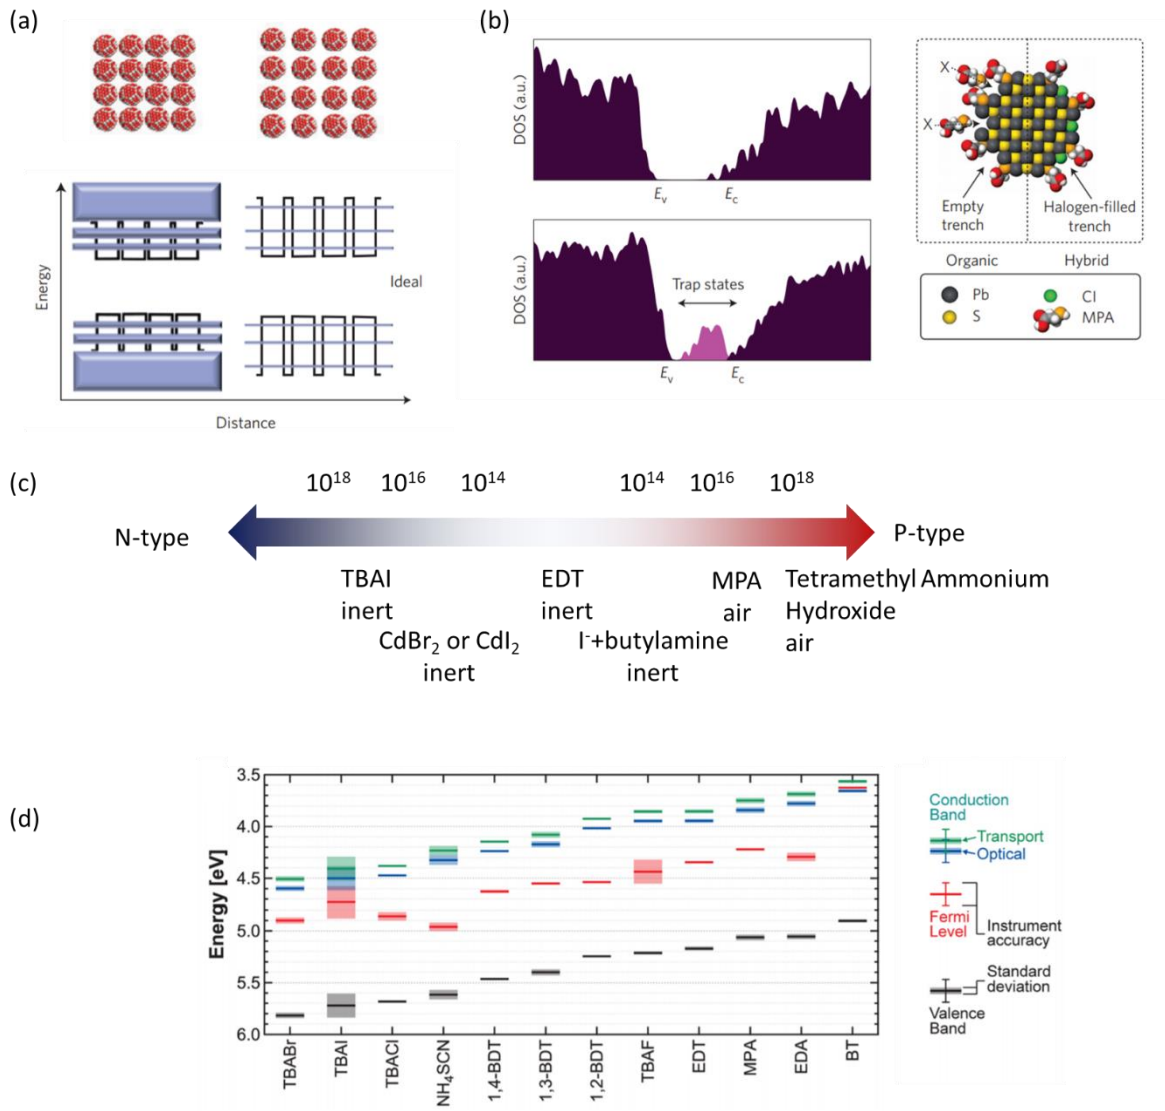 (a)
Energy
Ideal
Distance
(b)
DOS (a.u.)
Ev
Ec
DOS (a.u.)
Trap states
Ev
Ec
X
X
Empty
trench
Halogen-filled
trench
Organic
Hybrid
Pb
Cl
S
MPA
(c)
10^18 10^16 10^14 10^14 10^16 10^18
N-type
P-type
TBAI
inert
CdBr2 or CdI2
inert
EDT
inert
I-+butylamine
inert
MPA
air
Tetramethyl Ammonium
Hydroxide
air
(d)
Energy [eV]
3.5
4.0
4.5
5.0
5.5
6.0
TBABr
TBAI
TBACl
NH4SCN
1,4-BDT
1,3-BDT
1,2-BDT
TBAF
EDT
MPA
EDA
BT
Conduction
Band
Transport
Optical
Fermi
Level
Instrument
accuracy
Standard
deviation
Valence
Band